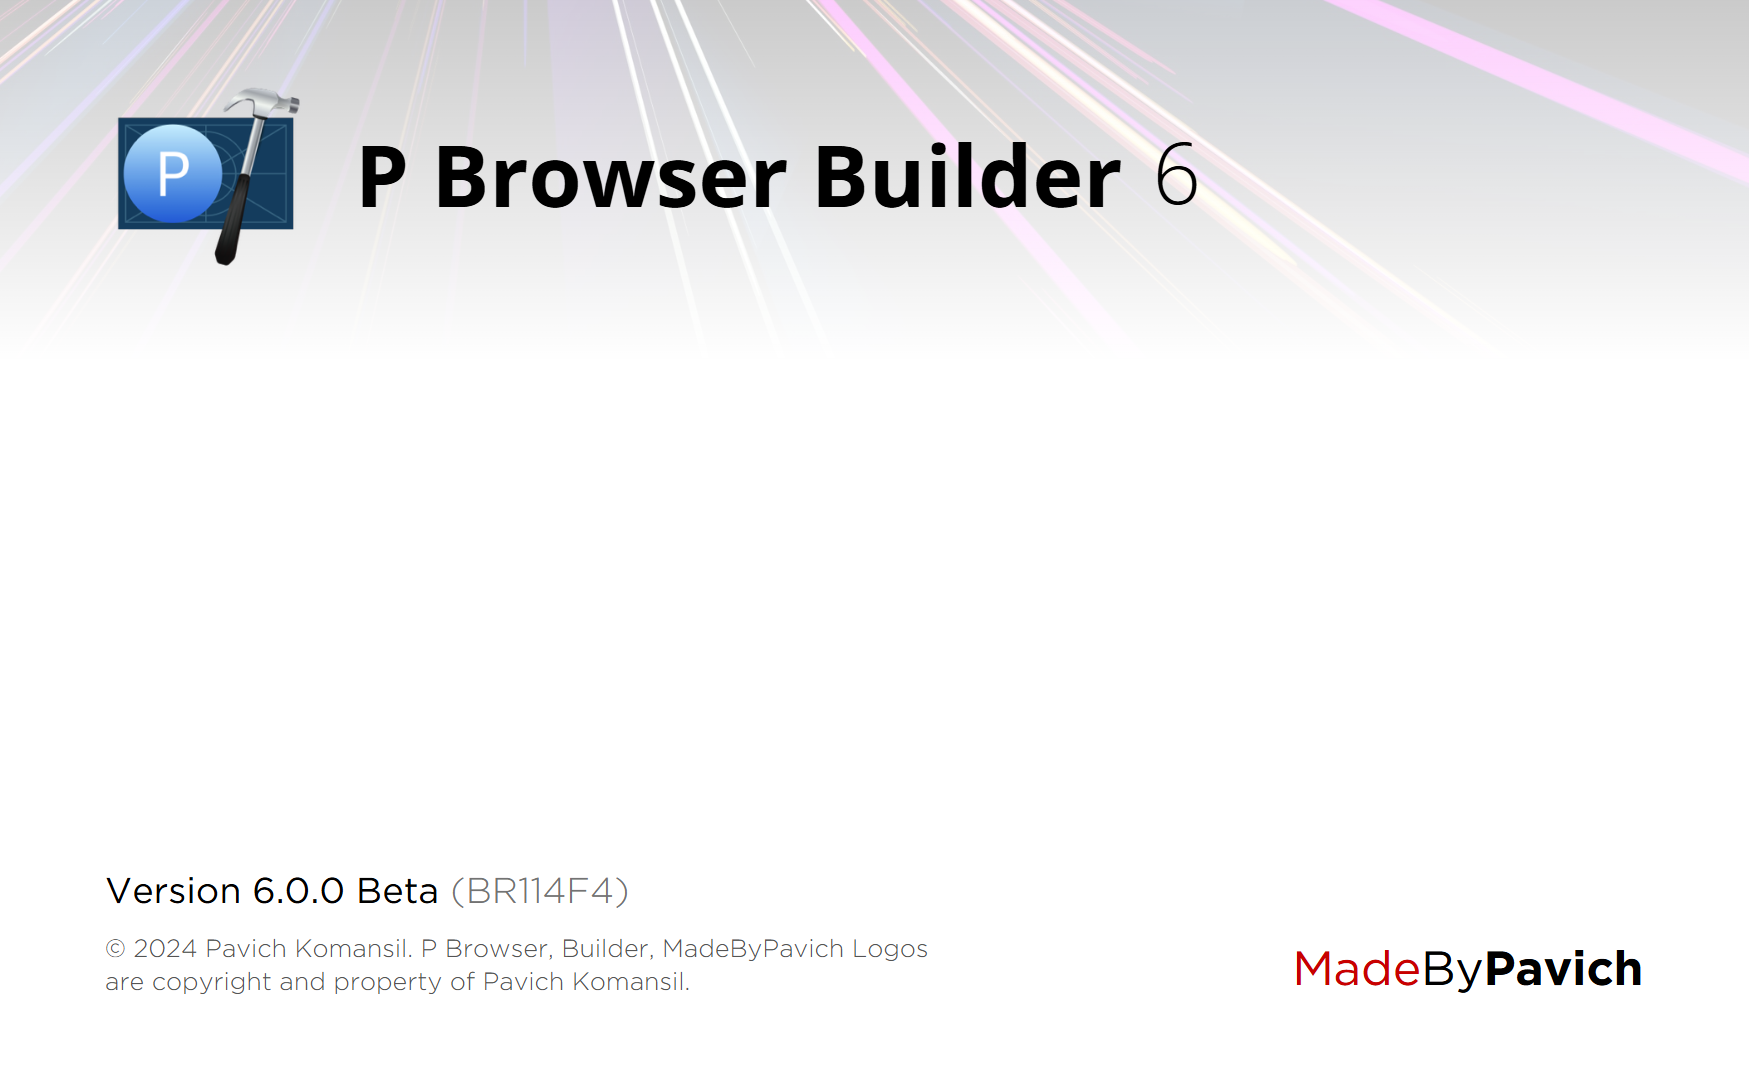 P
P Browser Builder 6
Version 6.0.0 Beta (BR114F4)
© 2024 Pavich Komansil. P Browser, Builder, MadeByPavich Logos
are copyright and property of Pavich Komansil.
MadeByPavich